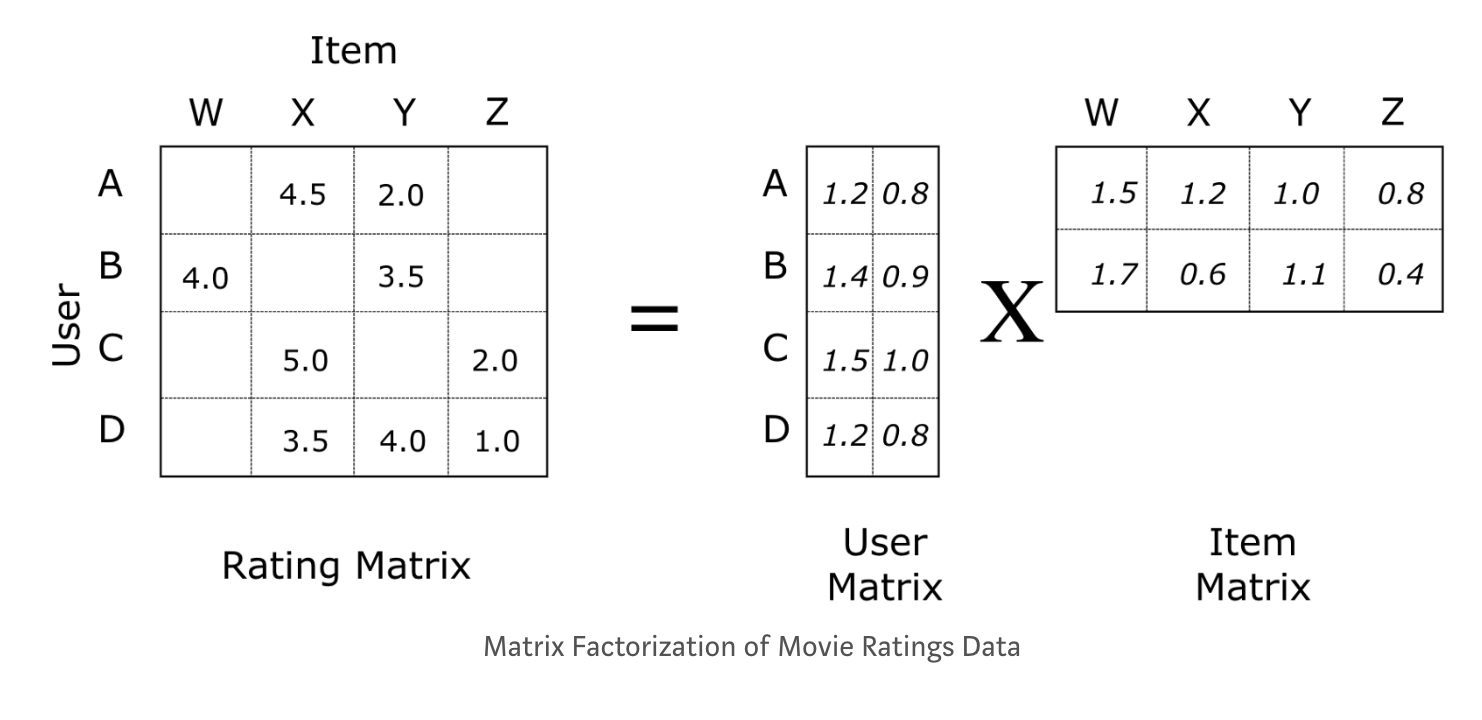 Item
W X Y Z W X Y Z
A 4.5 2.0 A 1.2 0.8 1.5 1.2 1.0 0.8
B 4.0 3.5 B 1.4 0.9 X 1.7 0.6 1.1 0.4
User
=
C 5.0 2.0 C 1.5 1.0
D 3.5 4.0 1.0 D 1.2 0.8
Rating Matrix
User
Matrix
Item
Matrix
Matrix Factorization of Movie Ratings Data